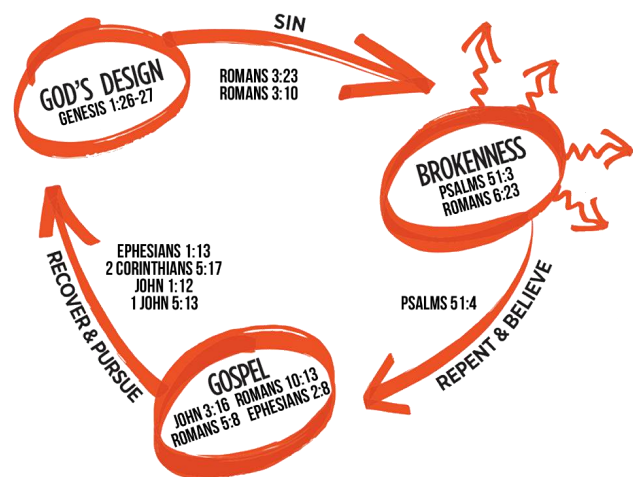 SIN
GOD'S DESIGN
GENESIS 1:26-27
ROMANS 3:23
ROMANS 3:10
BROKENNESS
PSALMS 51:3
ROMANS 6:23
EPHESIANS 1:13
2 CORINTHIANS 5:17
JOHN 1:12
1 JOHN 5:13
RECOVER & PURSUE
PSALMS 51:4
REPENT & BELIEVE
GOSPEL
JOHN 3:16 ROMANS 10:13
ROMANS 5:8 EPHESIANS 2:8